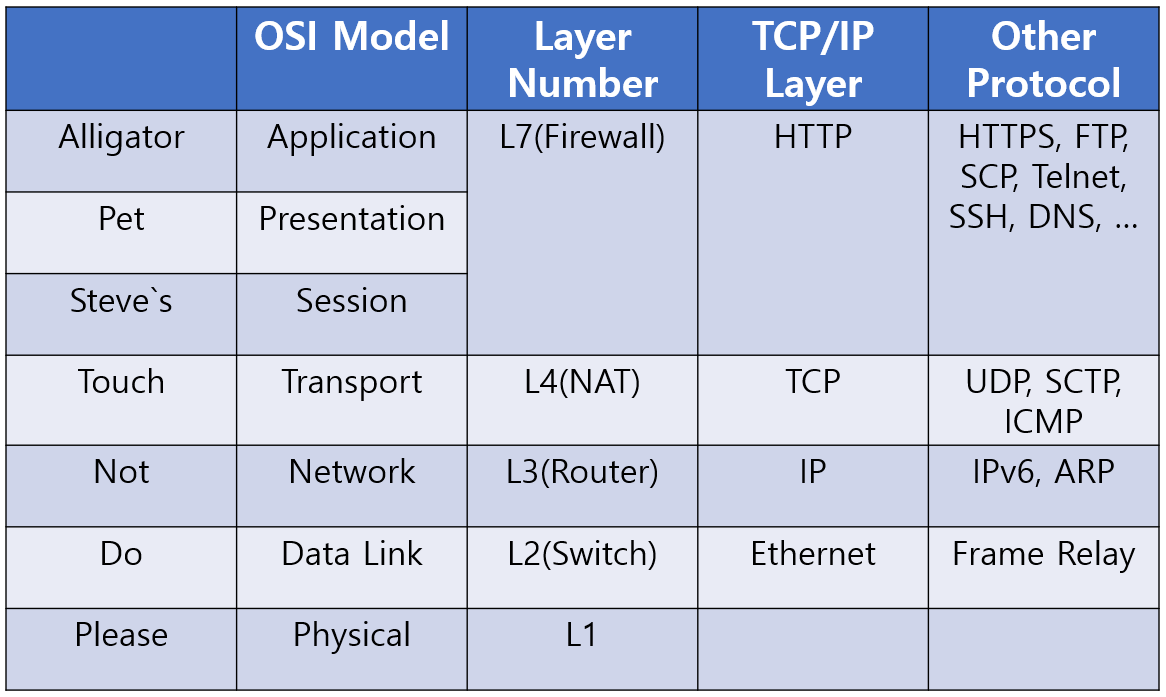 OSI Model
Layer
Number
TCP/IP
Layer
Other
Protocol
Alligator
Application
L7(Firewall)
HTTP
HTTPS, FTP,
SCP, Telnet,
SSH, DNS, ...
Pet
Presentation
Steve`s
Session
Touch
Transport
L4(NAT)
TCP
UDP, SCTP,
ICMP
Not
Network
L3(Router)
IP
IPv6, ARP
Do
Data Link
L2(Switch)
Ethernet
Frame Relay
Please
Physical
L1